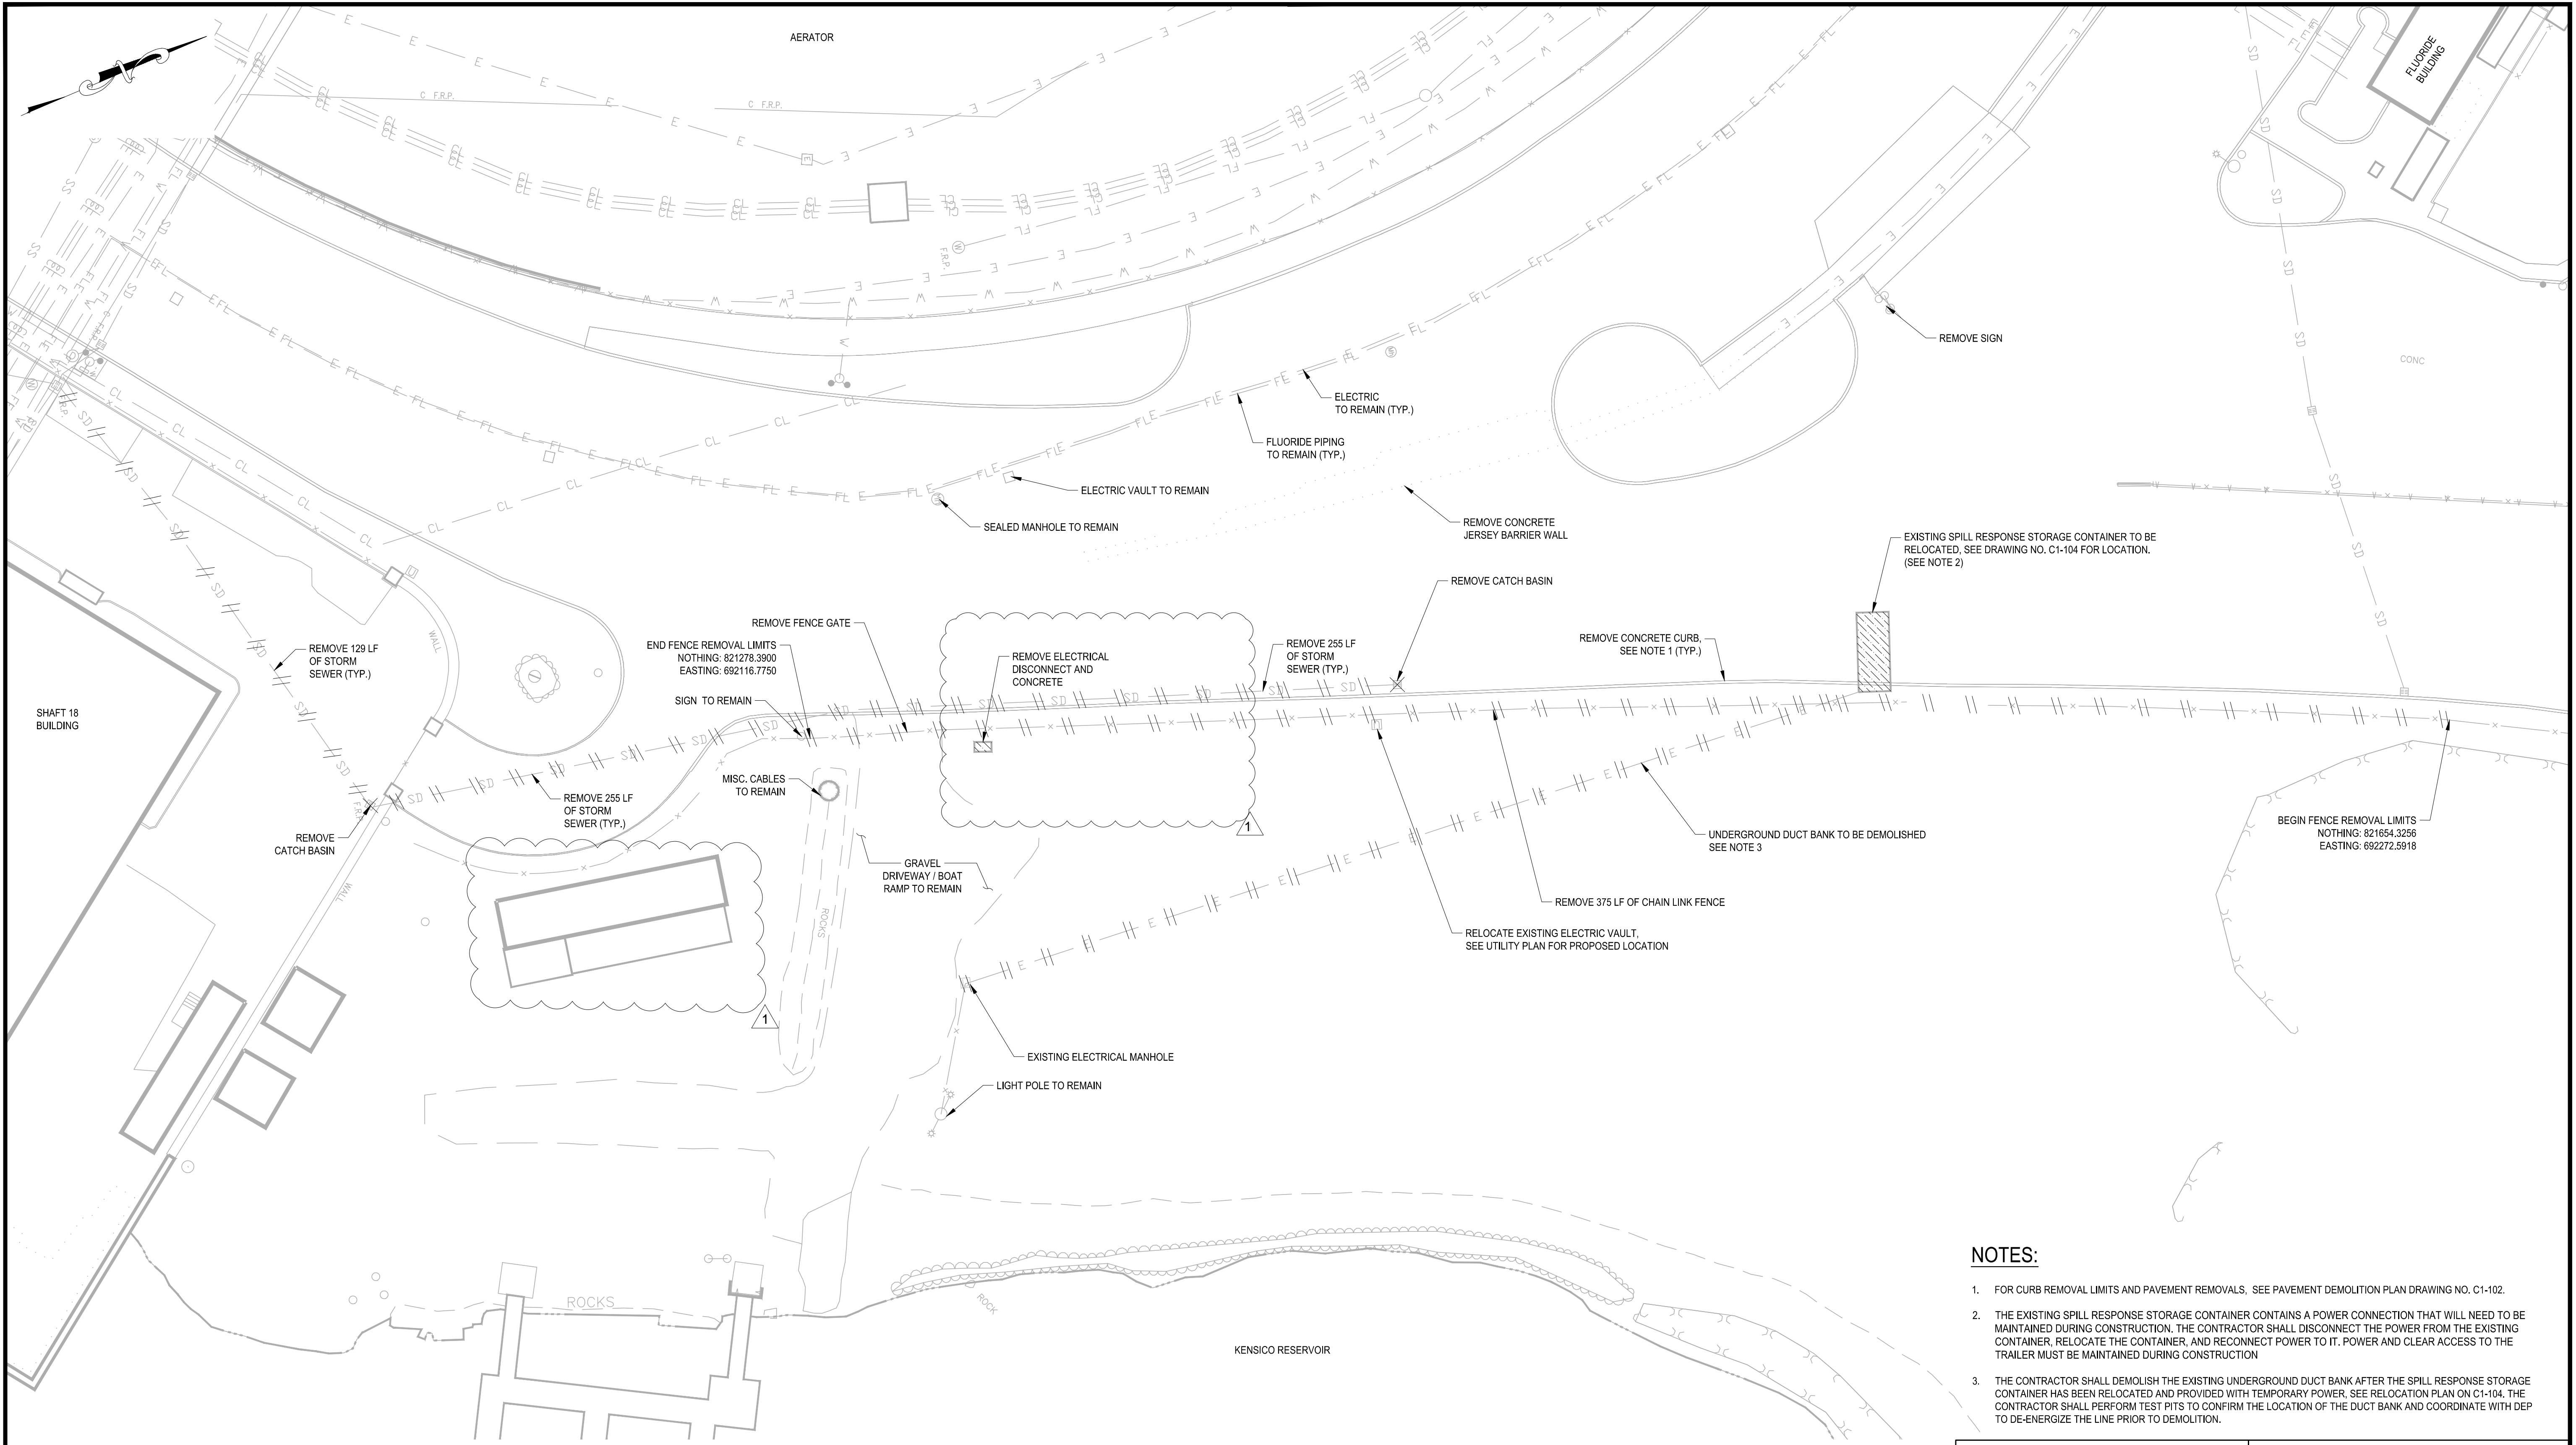 AERATOR
C F.R.P.
C F.R.P.
FLUORIDE
BUILDING
F.R.P.
C F.R.P.
F.R.P.
CONC
REMOVE SIGN
ELECTRIC
TO REMAIN (TYP.)
FLUORIDE PIPING
TO REMAIN (TYP.)
ELECTRIC VAULT TO REMAIN
SEALED MANHOLE TO REMAIN
REMOVE CONCRETE
JERSEY BARRIER WALL
EXISTING SPILL RESPONSE STORAGE CONTAINER TO BE
RELOCATED, SEE DRAWING NO. C1-104 FOR LOCATION.
(SEE NOTE 2)
REMOVE CATCH BASIN
REMOVE FENCE GATE
END FENCE REMOVAL LIMITS
NOTHING: 821278.3900
EASTING: 692116.7750
SIGN TO REMAIN
REMOVE ELECTRICAL
DISCONNECT AND
CONCRETE
REMOVE 255 LF
OF STORM
SEWER (TYP.)
REMOVE CONCRETE CURB,
SEE NOTE 1 (TYP.)
REMOVE 129 LF
OF STORM
SEWER (TYP.)
WALL
SHAFT 18
BUILDING
MISC. CABLES
TO REMAIN
REMOVE 255 LF
OF STORM
SEWER (TYP.)
F.R.P.
REMOVE
CATCH BASIN
WALL
1
GRAVEL
DRIVEWAY / BOAT
RAMP TO REMAIN
ROCKS
UNDERGROUND DUCT BANK TO BE DEMOLISHED
SEE NOTE 3
BEGIN FENCE REMOVAL LIMITS
NOTHING: 821654.3256
EASTING: 692272.5918
REMOVE 375 LF OF CHAIN LINK FENCE
RELOCATE EXISTING ELECTRIC VAULT,
SEE UTILITY PLAN FOR PROPOSED LOCATION
1
EXISTING ELECTRICAL MANHOLE
LIGHT POLE TO REMAIN
ROCKS
ROCK
KENSICO RESERVOIR
NOTES:
1. FOR CURB REMOVAL LIMITS AND PAVEMENT REMOVALS, SEE PAVEMENT DEMOLITION PLAN DRAWING NO. C1-102.
2. THE EXISTING SPILL RESPONSE STORAGE CONTAINER CONTAINS A POWER CONNECTION THAT WILL NEED TO BE
MAINTAINED DURING CONSTRUCTION. THE CONTRACTOR SHALL DISCONNECT THE POWER FROM THE EXISTING
CONTAINER, RELOCATE THE CONTAINER, AND RECONNECT POWER TO IT. POWER AND CLEAR ACCESS TO THE
TRAILER MUST BE MAINTAINED DURING CONSTRUCTION
3. THE CONTRACTOR SHALL DEMOLISH THE EXISTING UNDERGROUND DUCT BANK AFTER THE SPILL RESPONSE STORAGE
CONTAINER HAS BEEN RELOCATED AND PROVIDED WITH TEMPORARY POWER, SEE RELOCATION PLAN ON C1-104. THE
CONTRACTOR SHALL PERFORM TEST PITS TO CONFIRM THE LOCATION OF THE DUCT BANK AND COORDINATE WITH DEP
TO DE-ENERGIZE THE LINE PRIOR TO DEMOLITION.